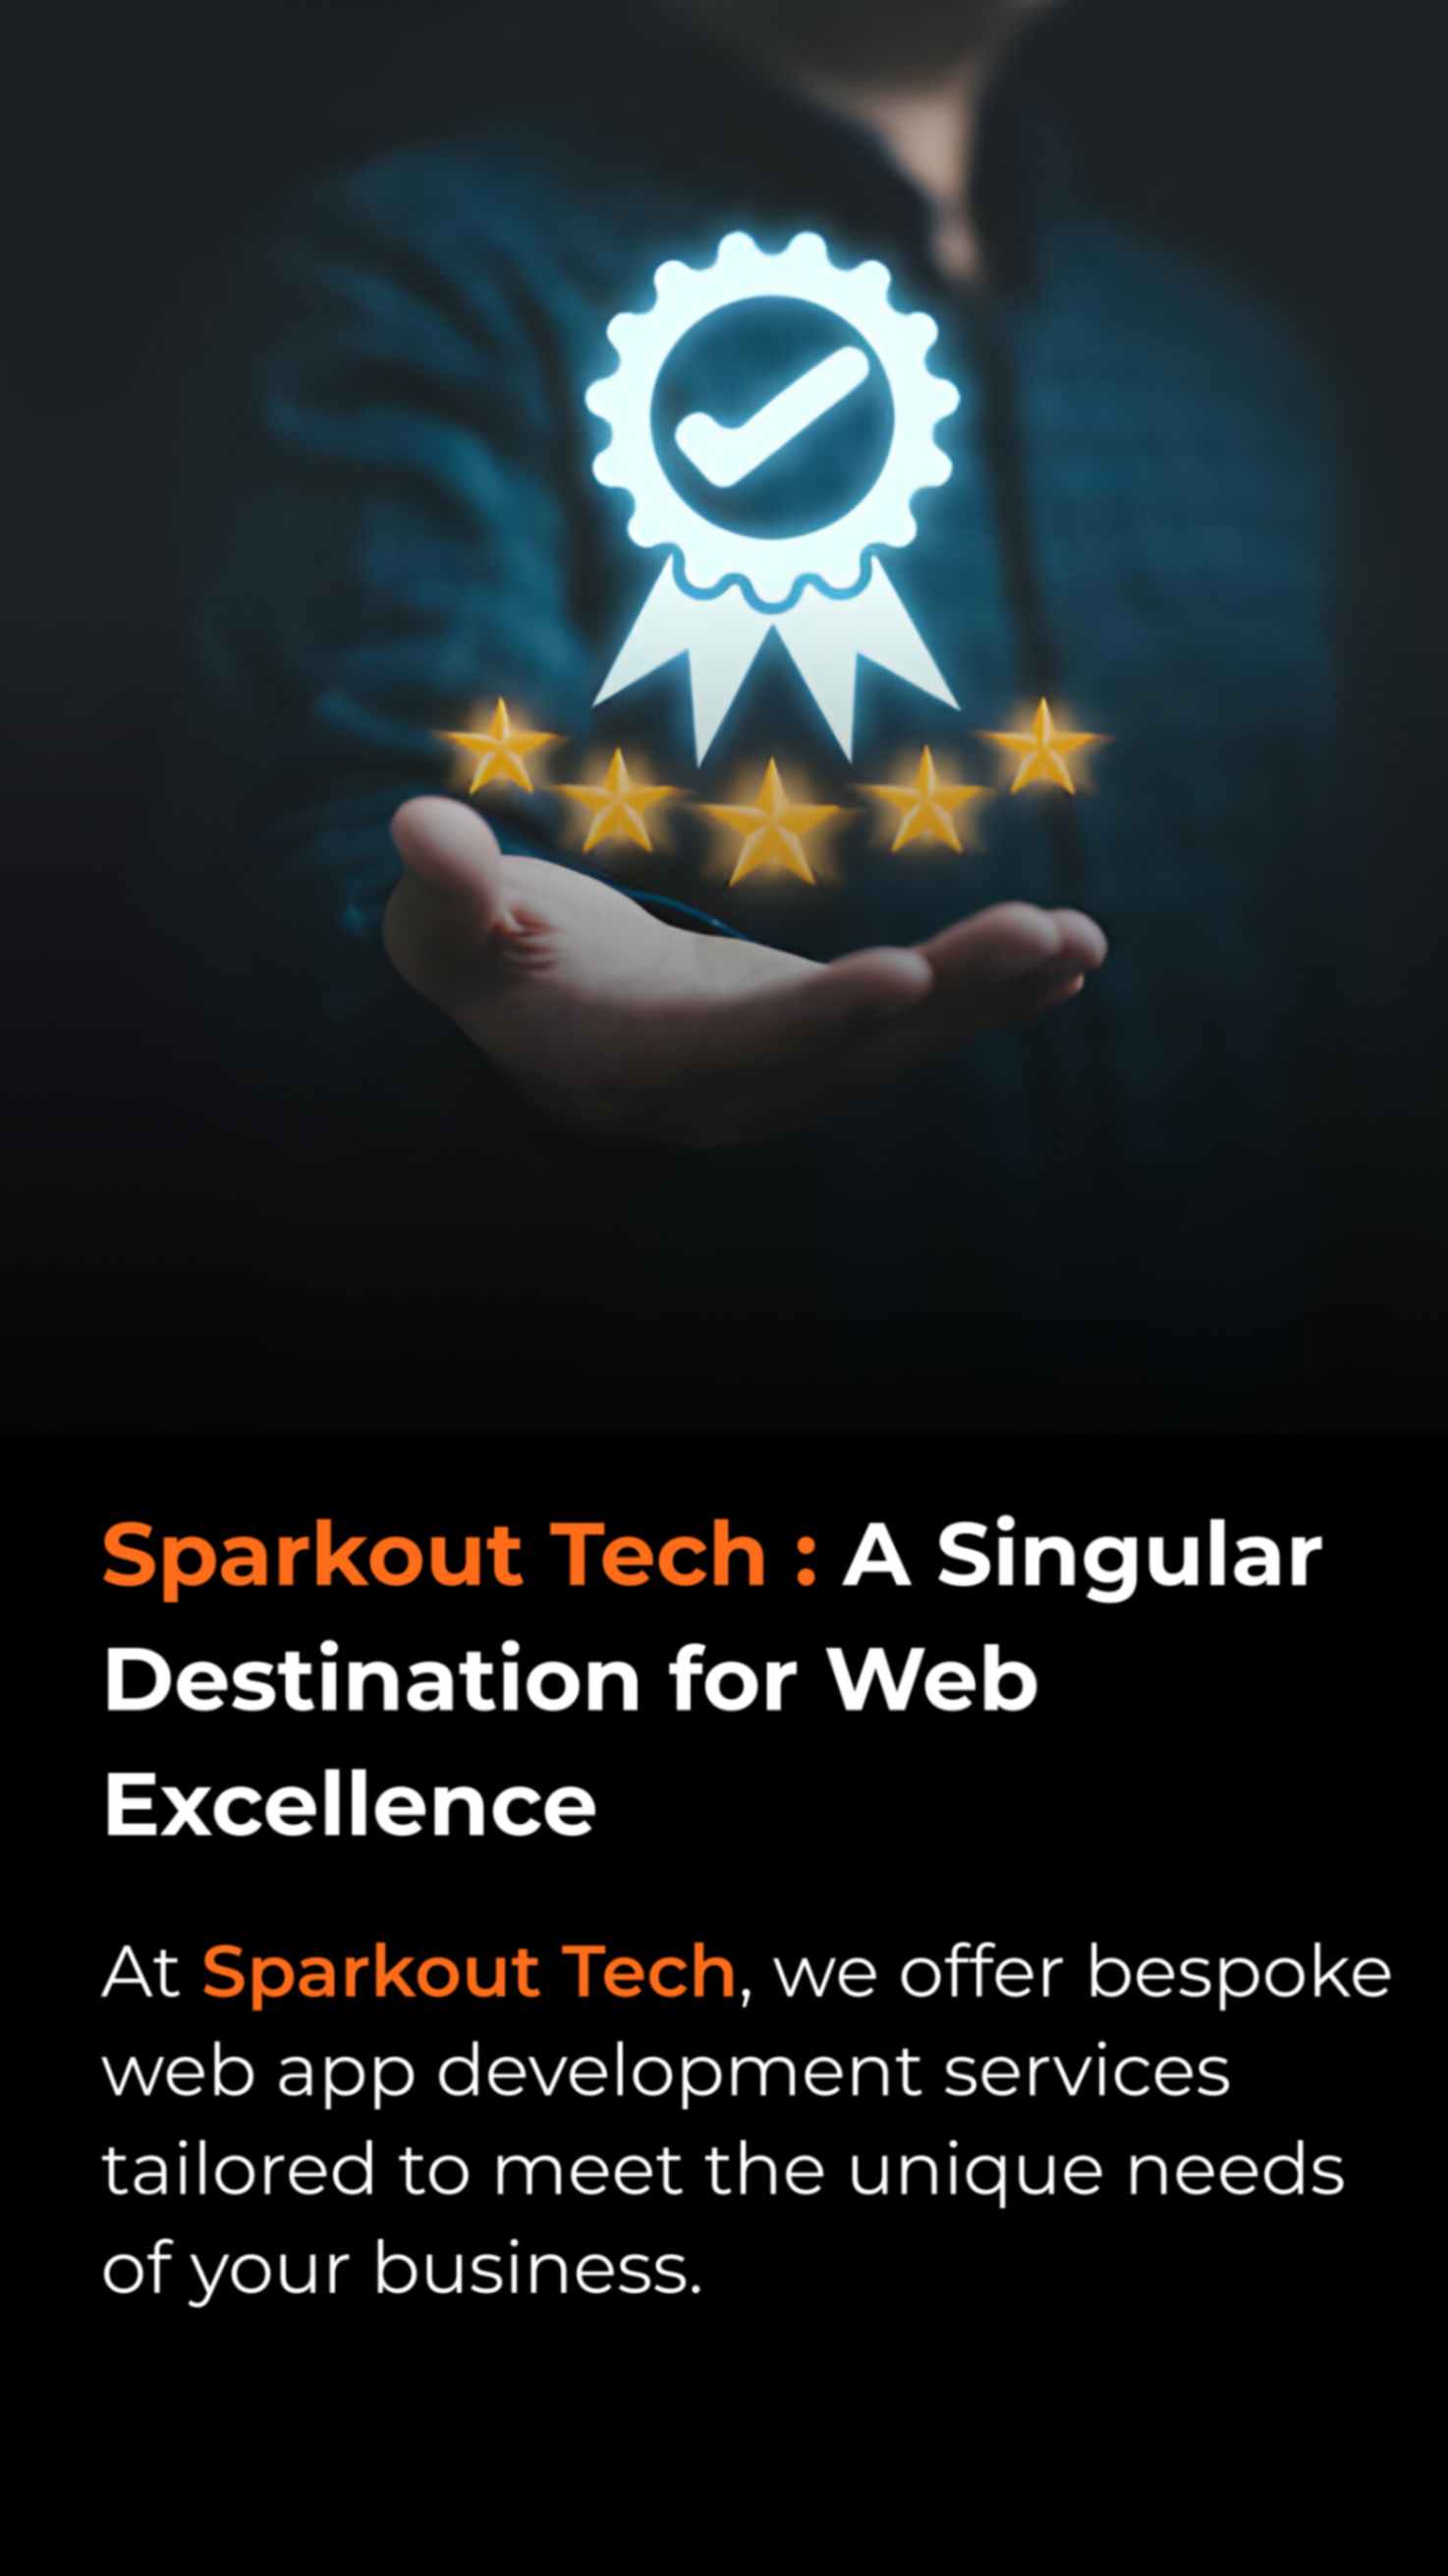 Sparkout Tech : A Singular
Destination for Web
Excellence
At Sparkout Tech, we offer bespoke
web app development services
tailored to meet the unique needs
of your business.